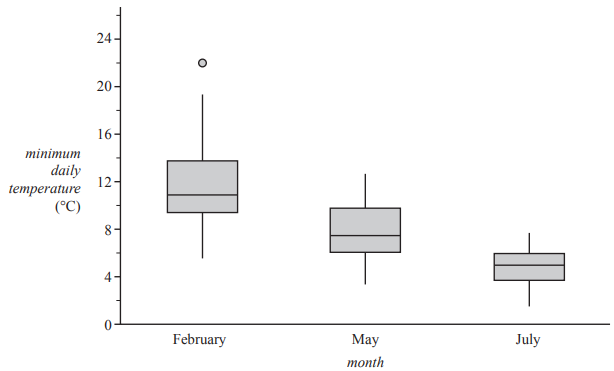 24
20
16
12
8
4
0
minimum
daily
temperature
(°C)
February
May
July
month